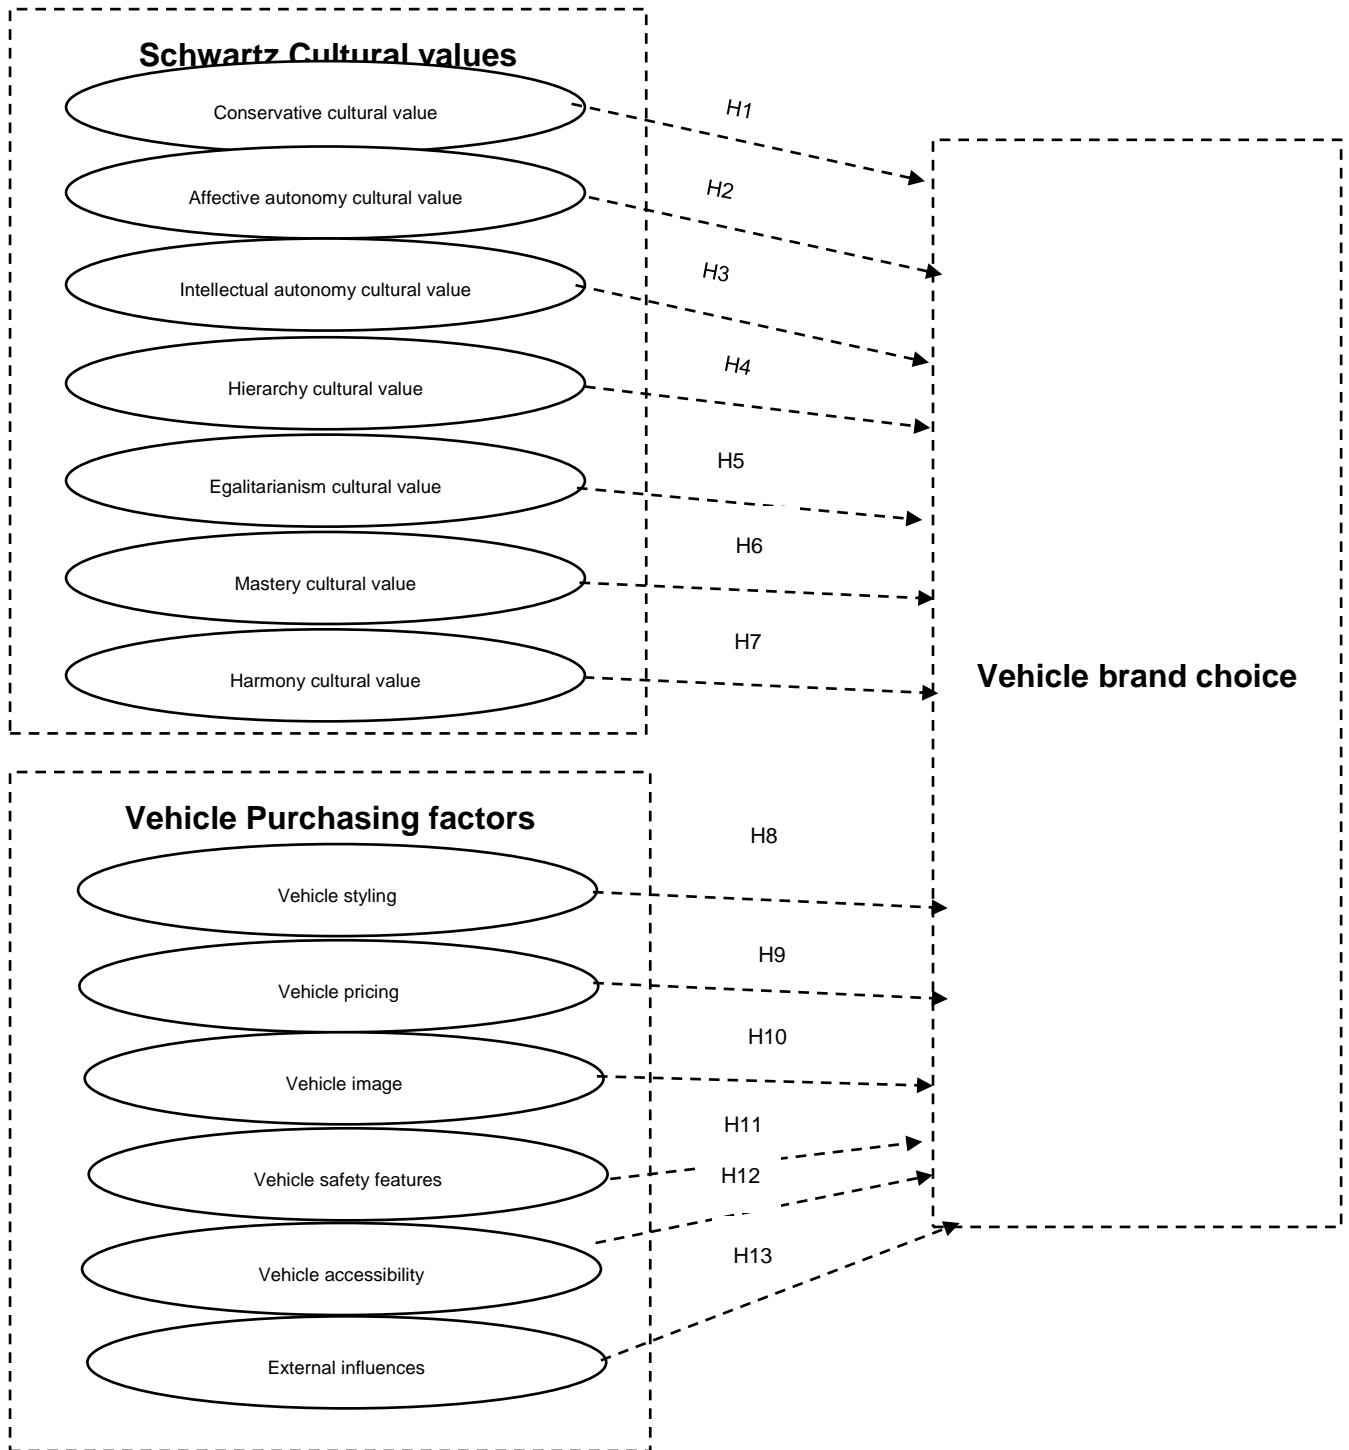 Schwartz Cultural values
Conservative cultural value
H1
Affective autonomy cultural value
H2
Intellectual autonomy cultural value
H3
Hierarchy cultural value
H4
Egalitarianism cultural value
H5
Mastery cultural value
H6
Harmony cultural value
H7
Vehicle brand choice
Vehicle Purchasing factors
Vehicle styling
H8
Vehicle pricing
H9
Vehicle image
H10
Vehicle safety features
H11
Vehicle accessibility
H12
External influences
H13